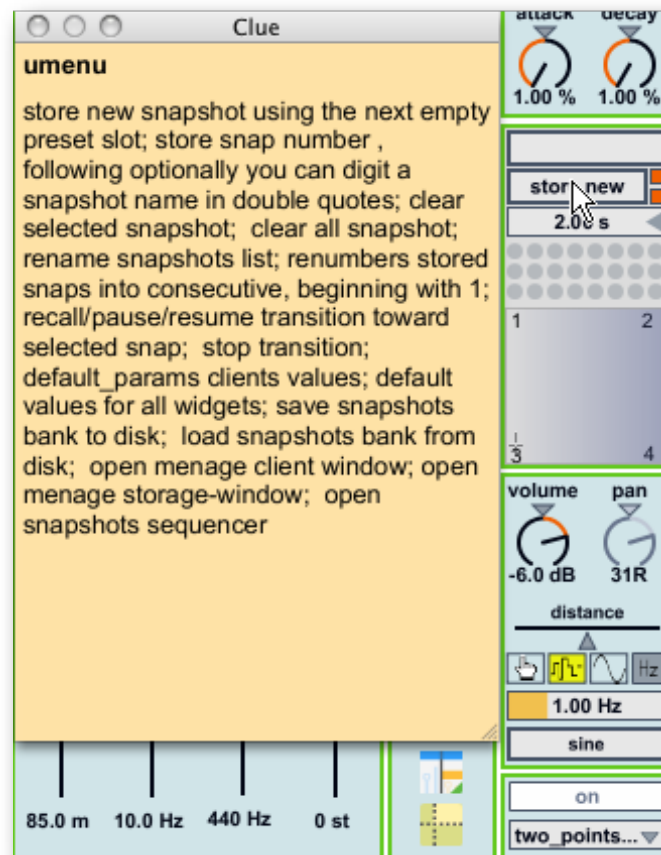 Clue
umenu
store new snapshot using the next empty
preset slot; store snap number ,
following optionally you can digit a
snapshot name in double quotes; clear
selected snapshot;  clear all snapshot;
rename snapshots list; renumbers stored
snaps into consecutive, beginning with 1;
recall/pause/resume transition toward
selected snap;  stop transition;
default_params clients values; default
values for all widgets; save snapshots
bank to disk;  load snapshots bank from
disk;  open menage client window; open
menage storage-window;  open
snapshots sequencer
attack decay
1.00 % 1.00 %
store_new
2.00 s
1 2
3 4
volume pan
-6.0 dB 31R
distance
Hz
1.00 Hz
sine
on
two_points...
85.0 m 10.0 Hz 440 Hz 0 st